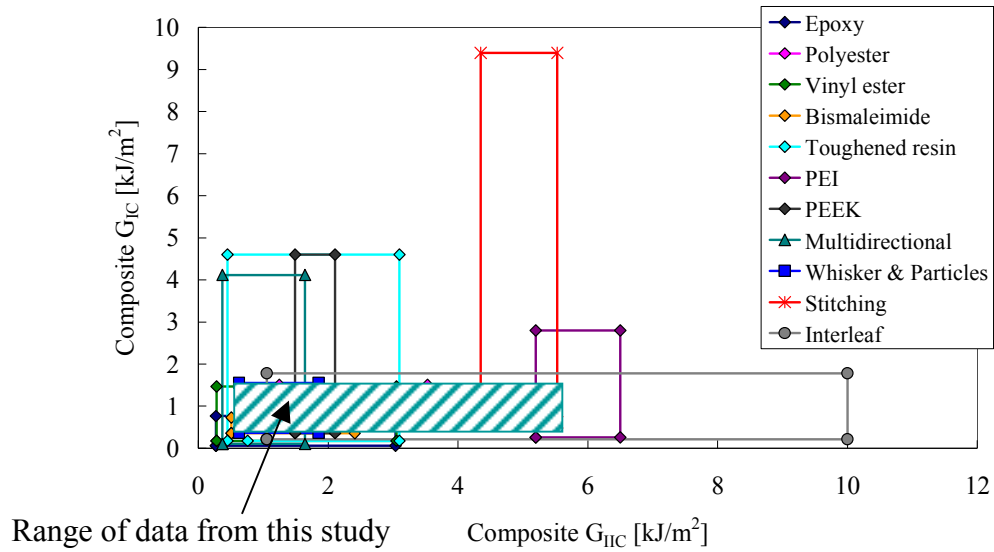 10
9
8
7
6
5
4
3
2
1
0
Composite G_IC [kJ/m²]
0 2 4 6 8 10 12
Composite G_IIC [kJ/m²]
Epoxy
Polyester
Vinyl ester
Bismaleimide
Toughened resin
PEI
PEEK
Multidirectional
Whisker & Particles
Stitching
Interleaf
Range of data from this study